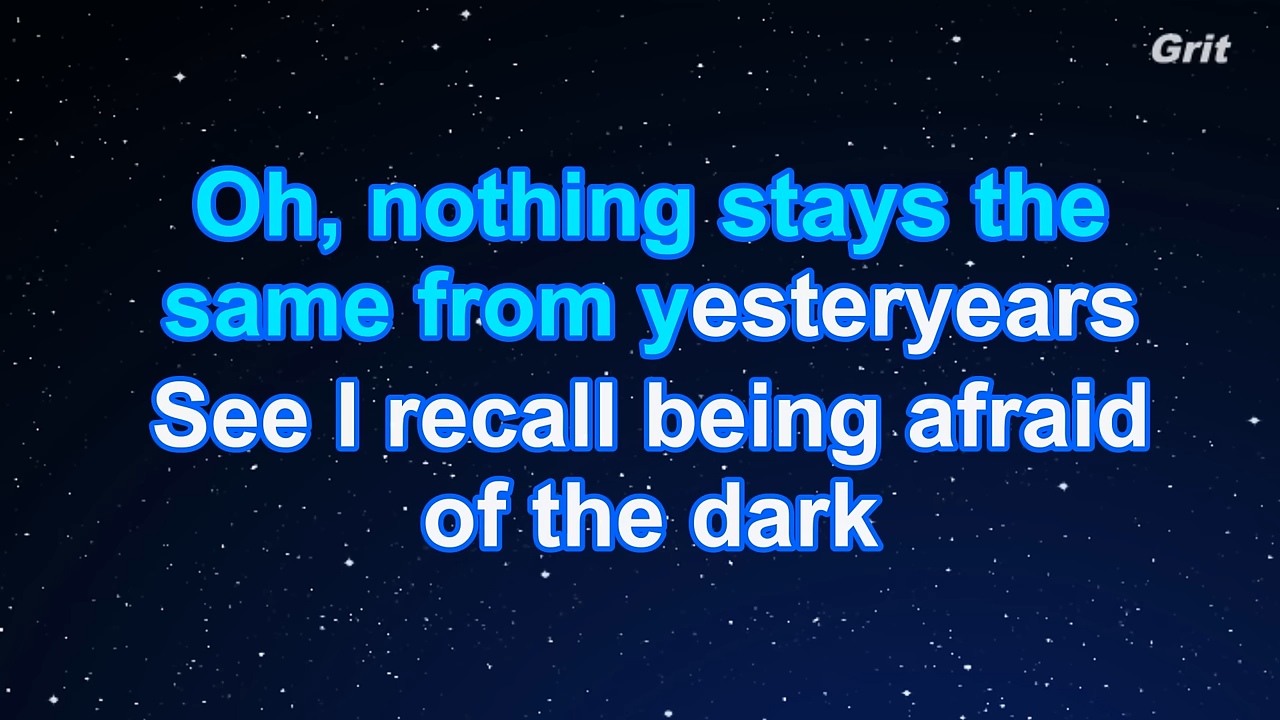 Grit
Oh, nothing stays the
same from yesteryears
See I recall being afraid
of the dark